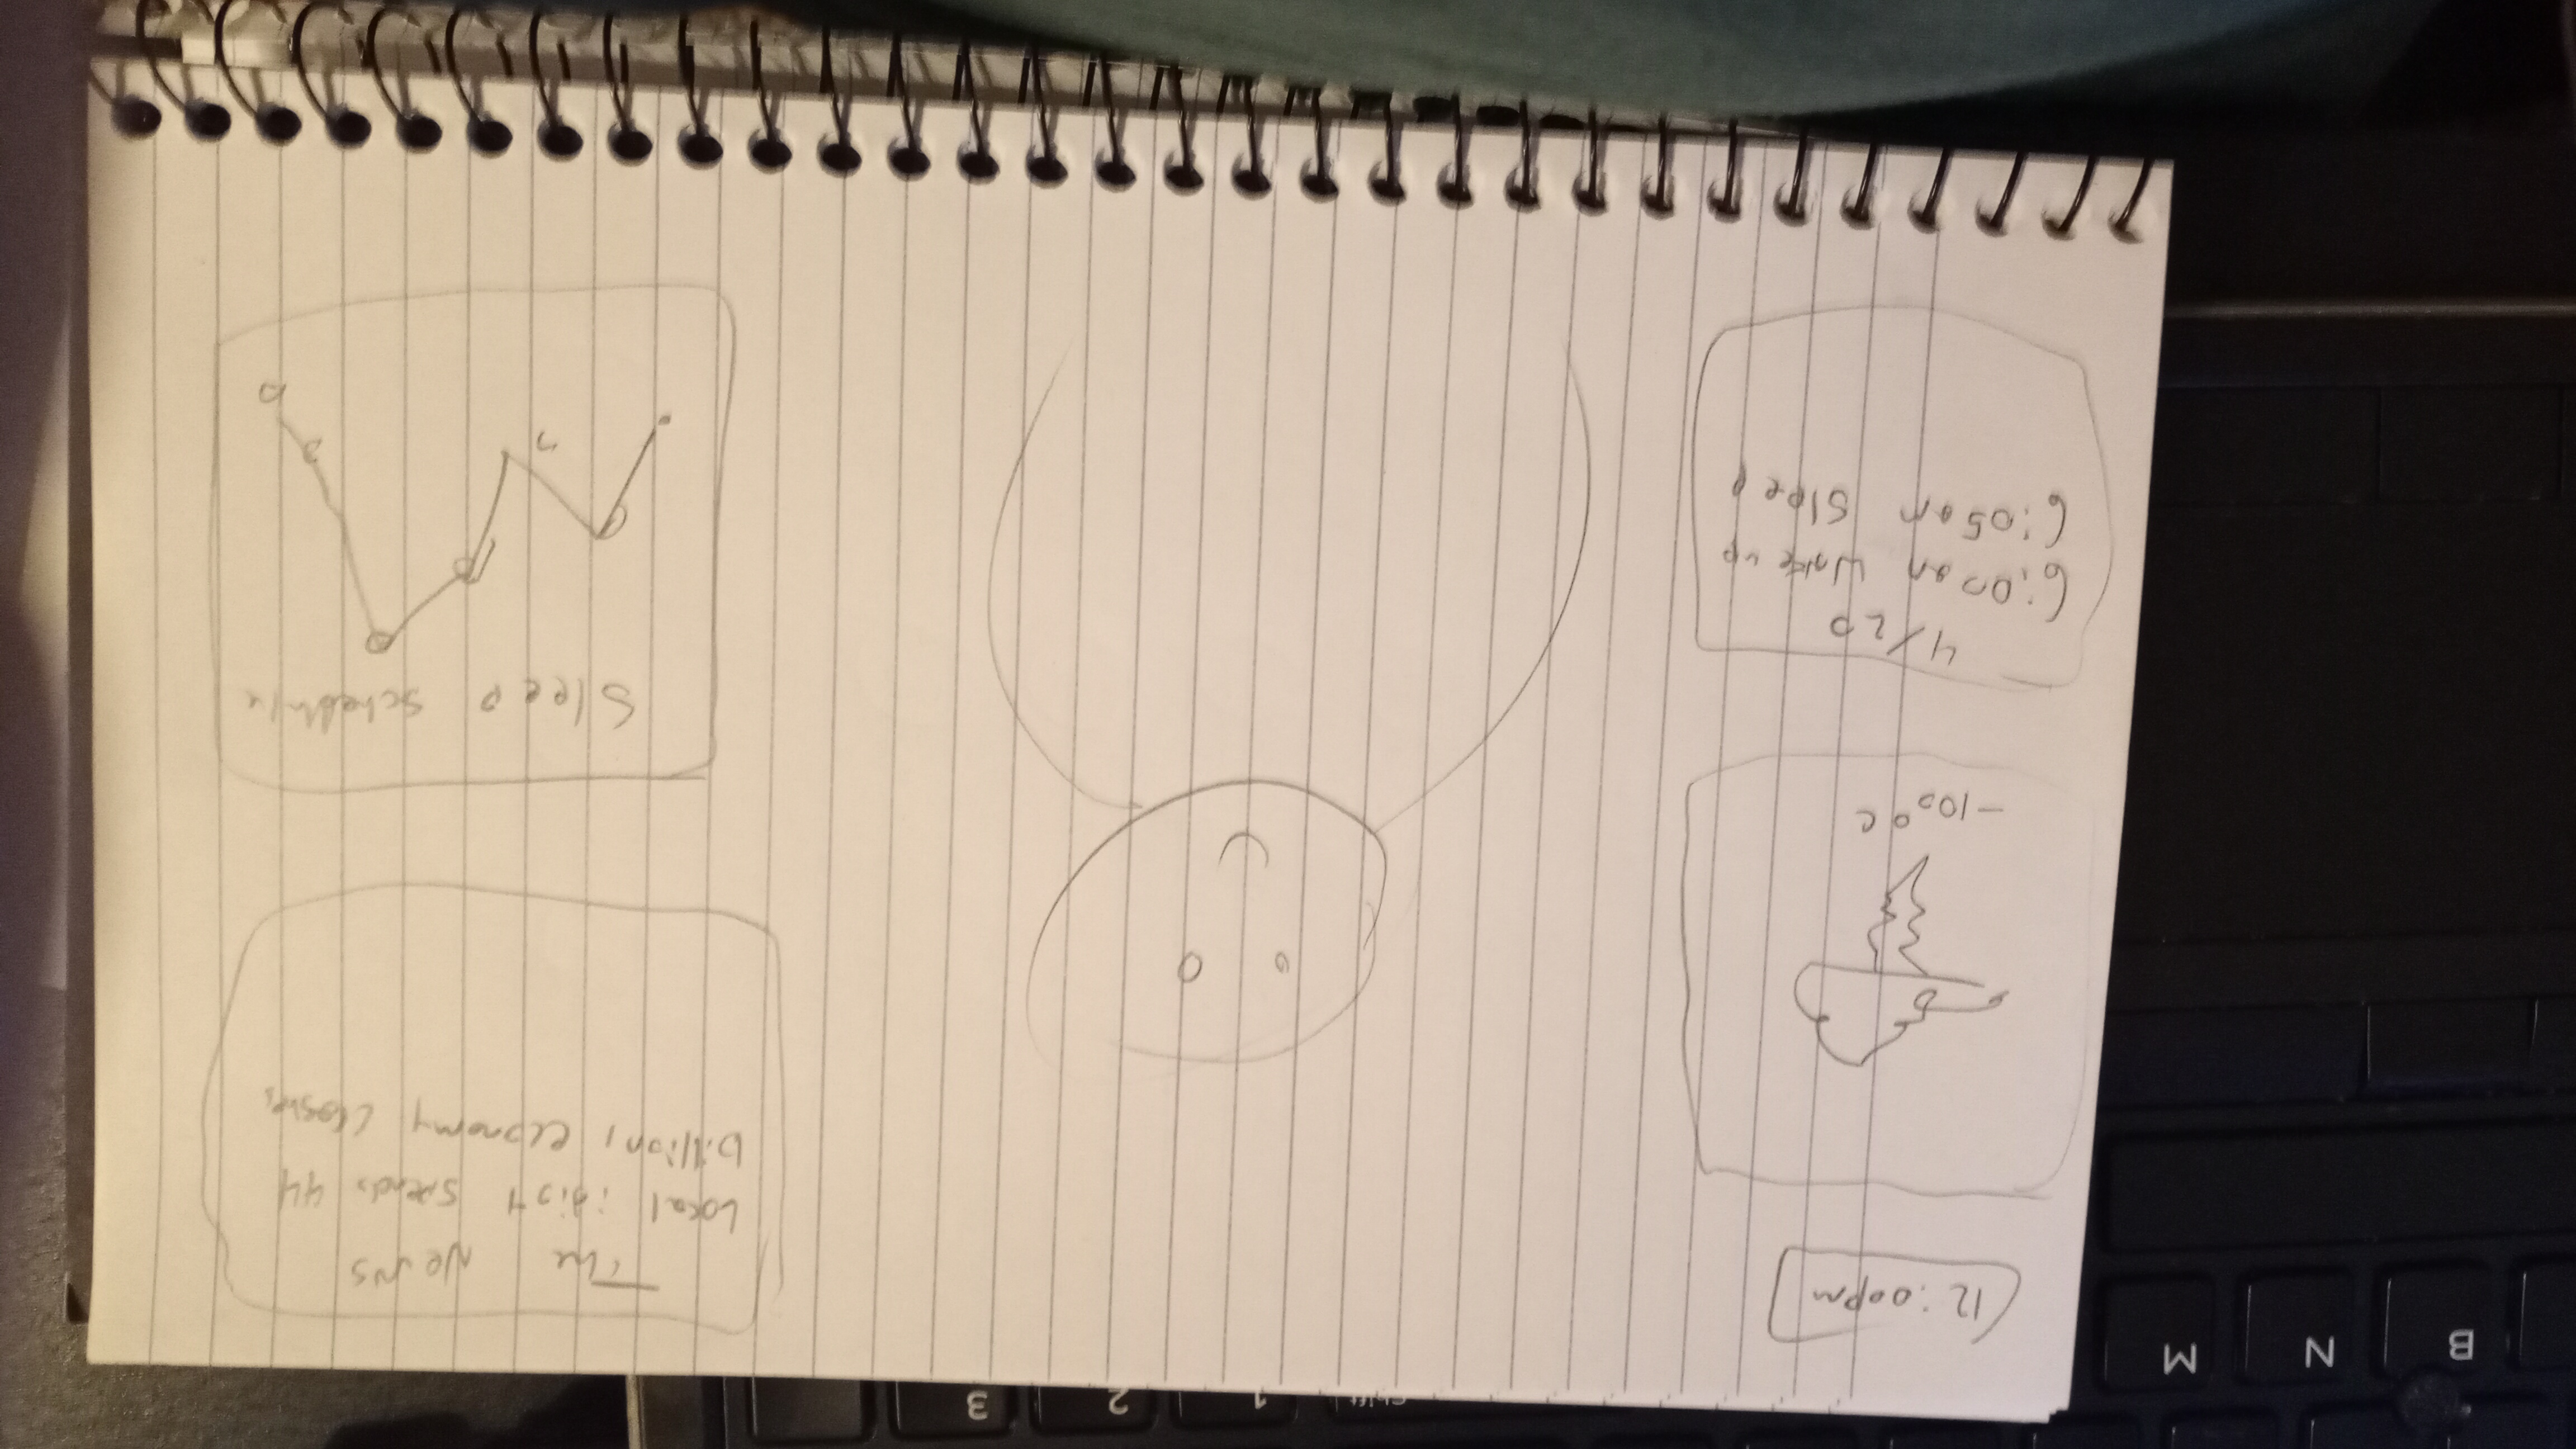 B N M
Shift 1 2 3
12:00pm
-100°C
4/20
6:00am Wake up
6:05am Sleep
The News
Local idiot spends 44
billion, economy crashes
Sleep schedule